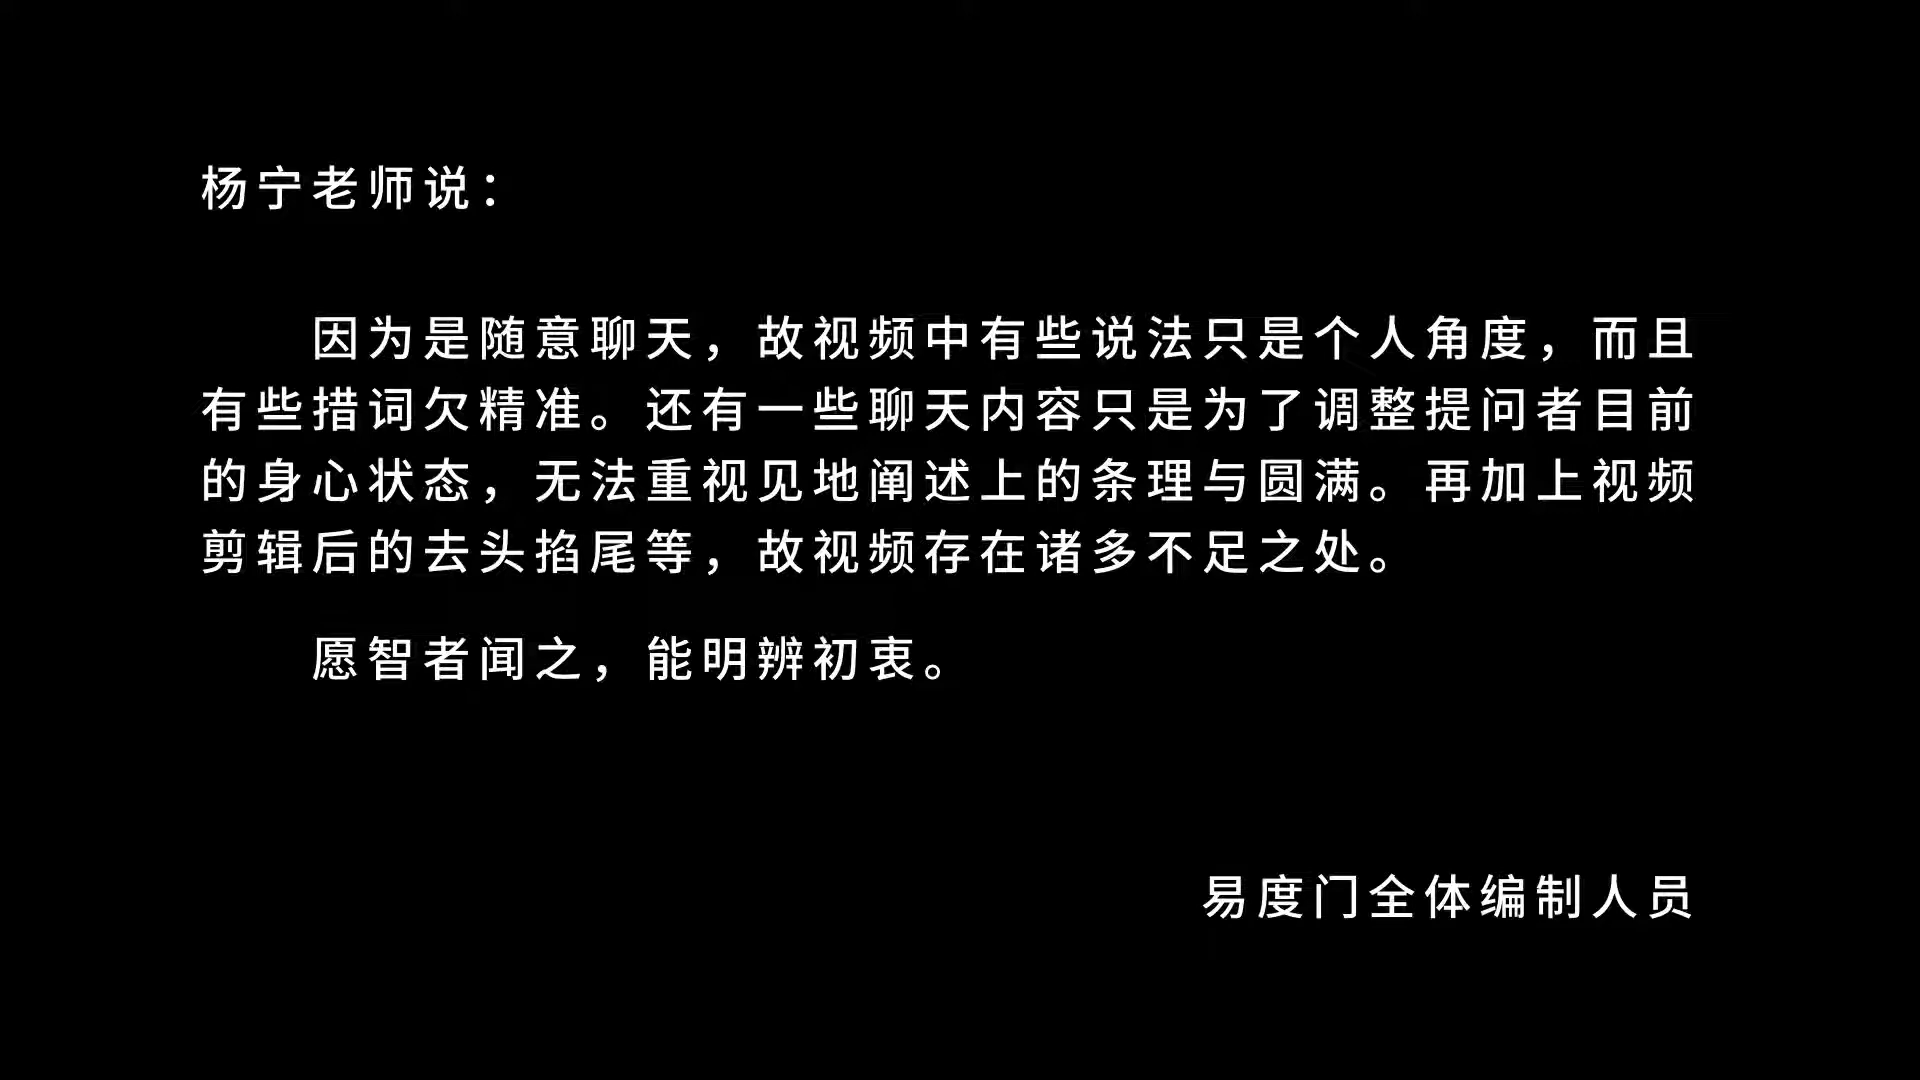 杨宁老师说：
因为是随意聊天，故视频中有些说法只是个人角度，而且
有些措词欠精准。还有一些聊天内容只是为了调整提问者目前
的身心状态，无法重视见地阐述上的条理与圆满。再加上视频
剪辑后的去头掐尾等，故视频存在诸多不足之处。
愿智者闻之，能明辨初衷。
易度门全体编制人员